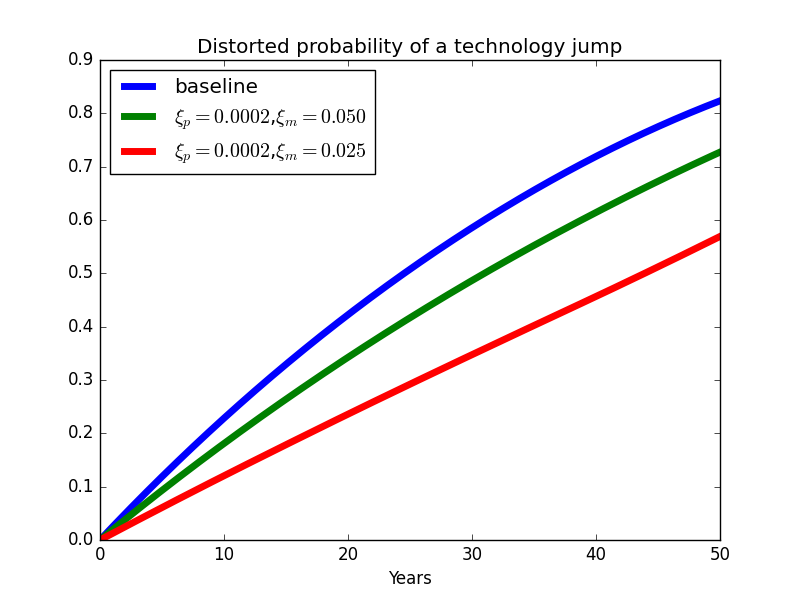 Distorted probability of a technology jump
0.9
0.8
0.7
0.6
0.5
0.4
0.3
0.2
0.1
0.0
baseline
ξₚ = 0.0002,ξₘ = 0.050
ξₚ = 0.0002,ξₘ = 0.025
0 10 20 30 40 50
Years